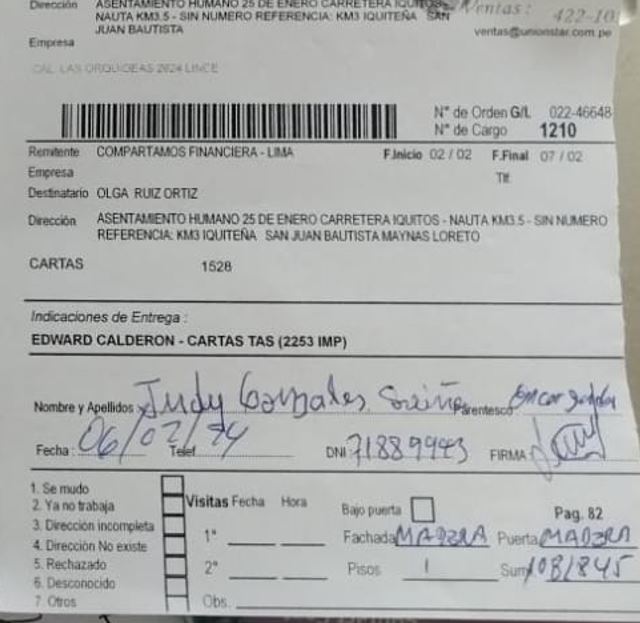 Dirección ASENTAMIENTO HUMANO 25 DE ENERO CARRETERA IQUITOS -
NAUTA KM3.5 - SIN NUMERO REFERENCIA: KM3 IQUITEÑA SAN
JUAN BAUTISTA
Ventas: 422-10
ventas@unionstar.com.pe
Empresa
CAL. LAS ORQUIDEAS 2624 LINCE
N° de Orden G/L 022-46648
N° de Cargo 1210
Remitente COMPARTAMOS FINANCIERA - LIMA F.Inicio 02 / 02 F.Final 07 / 02
Empresa Tlf.
Destinatario OLGA RUIZ ORTIZ
Dirección ASENTAMIENTO HUMANO 25 DE ENERO CARRETERA IQUITOS - NAUTA KM3.5 - SIN NUMERO
REFERENCIA: KM3 IQUITEÑA SAN JUAN BAUTISTA MAYNAS LORETO
CARTAS 1528
Indicaciones de Entrega :
EDWARD CALDERON - CARTAS TAS (2253 IMP)
Nombre y Apellidos Judy Gonzales Parentesco Encargada
Fecha: 06/02/24 Telef. DNI 71889943 FIRMA
1. Se mudo
2. Ya no trabaja
3. Dirección incompleta
4. Dirección No existe
5. Rechazado
6. Desconocido
7. Otros
Visitas Fecha Hora
1°
2°
Obs.
Bajo puerta Pag. 82
Fachada MADERA Puerta MADERA
Pisos 1 Sum 1081845